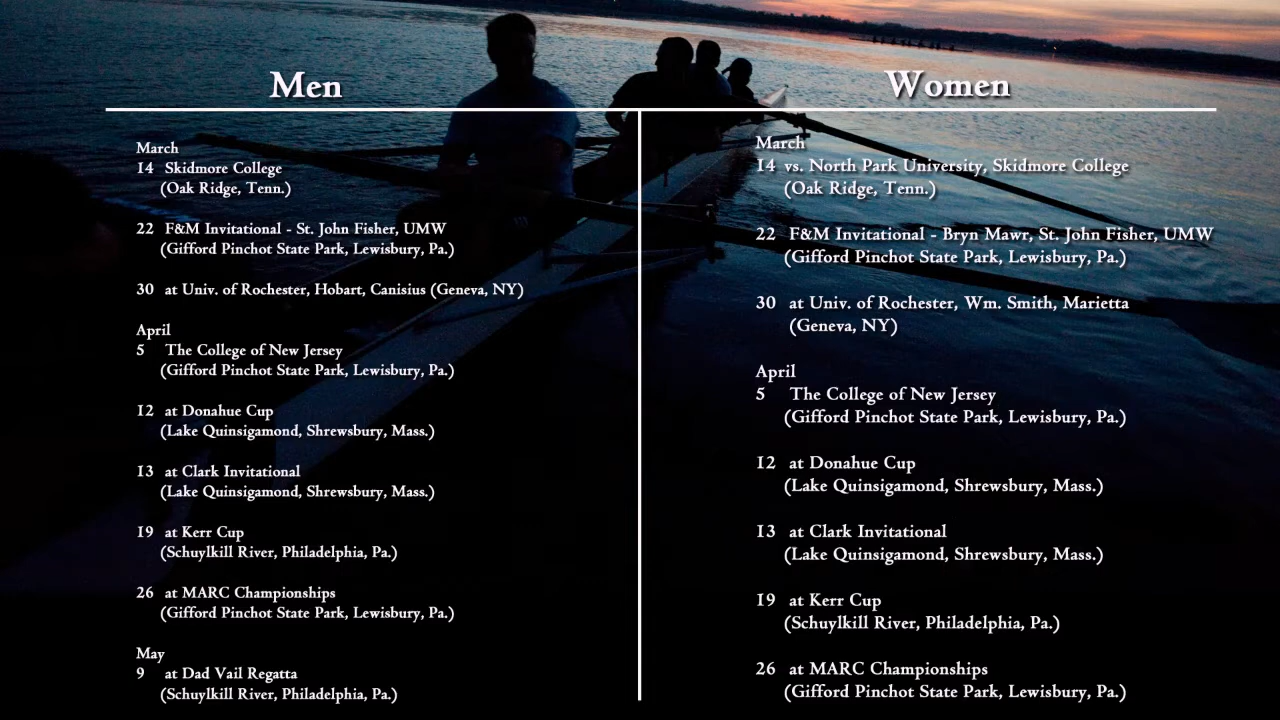 Men
March
14 Skidmore College
(Oak Ridge, Tenn.)
22 F&M Invitational - St. John Fisher, UMW
(Gifford Pinchot State Park, Lewisbury, Pa.)
30 at Univ. of Rochester, Hobart, Canisius (Geneva, NY)
April
5 The College of New Jersey
(Gifford Pinchot State Park, Lewisbury, Pa.)
12 at Donahue Cup
(Lake Quinsigamond, Shrewsbury, Mass.)
13 at Clark Invitational
(Lake Quinsigamond, Shrewsbury, Mass.)
19 at Kerr Cup
(Schuylkill River, Philadelphia, Pa.)
26 at MARC Championships
(Gifford Pinchot State Park, Lewisbury, Pa.)
May
9 at Dad Vail Regatta
(Schuylkill River, Philadelphia, Pa.)
Women
March
14 vs. North Park University, Skidmore College
(Oak Ridge, Tenn.)
22 F&M Invitational - Bryn Mawr, St. John Fisher, UMW
(Gifford Pinchot State Park, Lewisbury, Pa.)
30 at Univ. of Rochester, Wm. Smith, Marietta
(Geneva, NY)
April
5 The College of New Jersey
(Gifford Pinchot State Park, Lewisbury, Pa.)
12 at Donahue Cup
(Lake Quinsigamond, Shrewsbury, Mass.)
13 at Clark Invitational
(Lake Quinsigamond, Shrewsbury, Mass.)
19 at Kerr Cup
(Schuylkill River, Philadelphia, Pa.)
26 at MARC Championships
(Gifford Pinchot State Park, Lewisbury, Pa.)